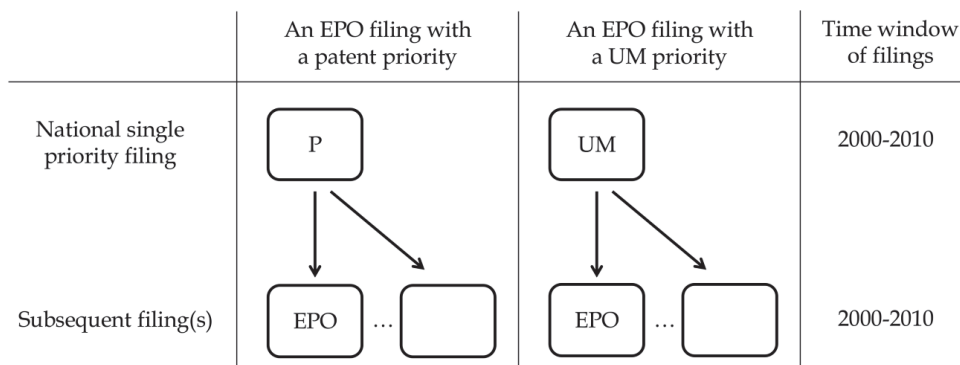 An EPO filing with
a patent priority
An EPO filing with
a UM priority
Time window
of filings
National single
priority filing
P
UM
2000-2010
Subsequent filing(s)
EPO
...
EPO
...
2000-2010